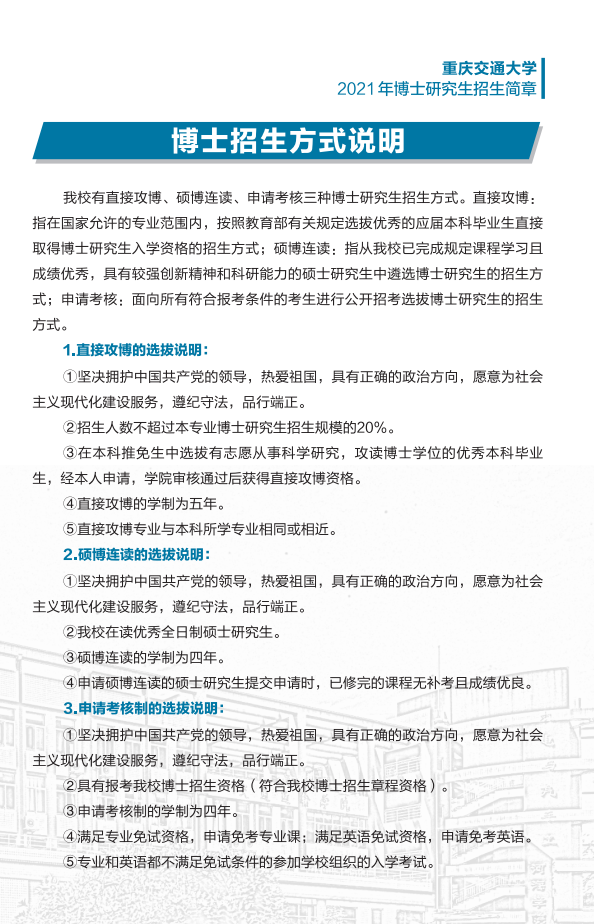 重庆交通大学
2021年博士研究生招生简章
博士招生方式说明
我校有直接攻博、硕博连读、申请考核三种博士研究生招生方式。直接攻博：
指在国家允许的专业范围内，按照教育部有关规定选拔优秀的应届本科毕业生直接
取得博士研究生入学资格的招生方式；硕博连读：指从我校已完成规定课程学习且
成绩优秀，具有较强创新精神和科研能力的硕士研究生中遴选博士研究生的招生方
式；申请考核：面向所有符合报考条件的考生进行公开招考选拔博士研究生的招生
方式。
1.直接攻博的选拔说明：
①坚决拥护中国共产党的领导，热爱祖国，具有正确的政治方向，愿意为社会
主义现代化建设服务，遵纪守法，品行端正。
②招生人数不超过本专业博士研究生招生规模的20%。
③在本科推免生中选拔有志愿从事科学研究，攻读博士学位的优秀本科毕业
生，经本人申请，学院审核通过后获得直接攻博资格。
④直接攻博的学制为五年。
⑤直接攻博专业与本科所学专业相同或相近。
2.硕博连读的选拔说明：
①坚决拥护中国共产党的领导，热爱祖国，具有正确的政治方向，愿意为社会
主义现代化建设服务，遵纪守法，品行端正。
②我校在读优秀全日制硕士研究生。
③硕博连读的学制为四年。
④申请硕博连读的硕士研究生提交申请时，已修完的课程无补考且成绩优良。
3.申请考核制的选拔说明：
①坚决拥护中国共产党的领导，热爱祖国，具有正确的政治方向，愿意为社会
主义现代化建设服务，遵纪守法，品行端正。
②具有报考我校博士招生资格（符合我校博士招生章程资格）。
③申请考核制的学制为四年。
④满足专业免试资格，申请免考专业课；满足英语免试资格，申请免考英语。
⑤专业和英语都不满足免试条件的参加学校组织的入学考试。